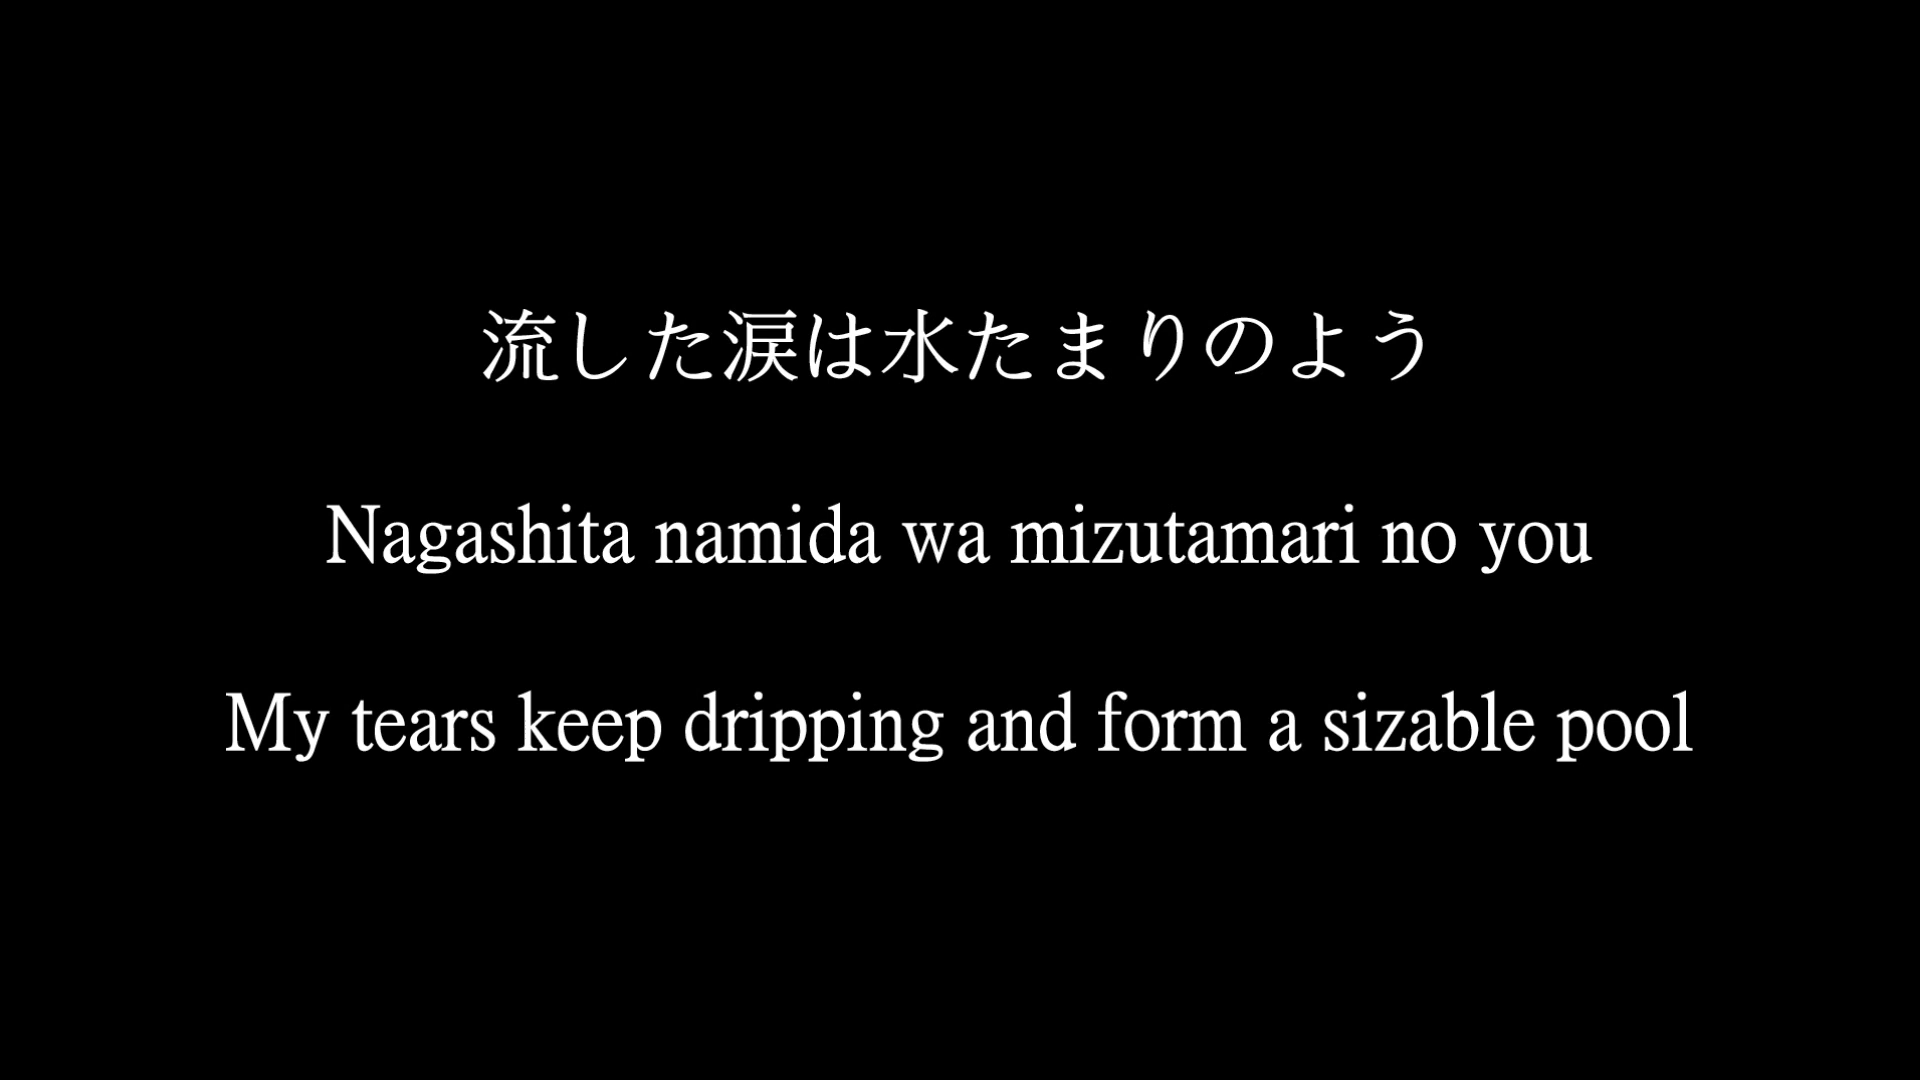 流した涙は水たまりのよう
Nagashita namida wa mizutamari no you
My tears keep dripping and form a sizable pool